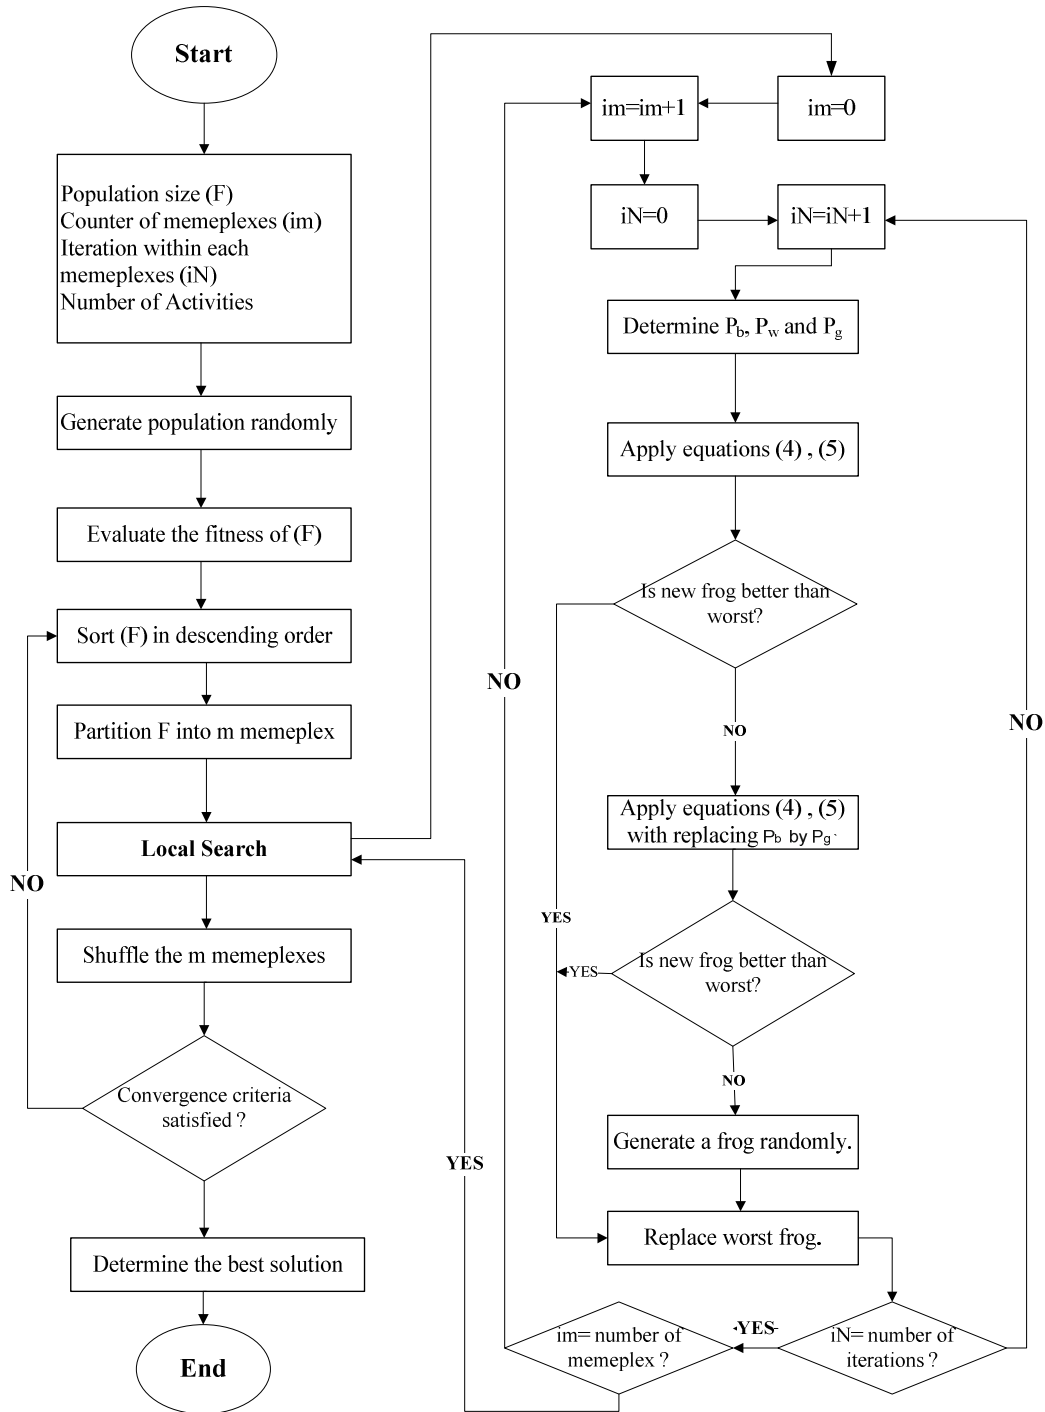 Start
Population size (F)
Counter of memeplexes (im)
Iteration within each
memeplexes (iN)
Number of Activities
Generate population randomly
Evaluate the fitness of (F)
Sort (F) in descending order
Partition F into m memeplex
Local Search
NO
Shuffle the m memeplexes
Convergence criteria
satisfied ?
Determine the best solution
End
im=im+1
im=0
iN=0
iN=iN+1
Determine Pb, Pw and Pg
Apply equations (4) , (5)
Is new frog better than
worst?
NO
NO
NO
Apply equations (4) , (5)
with replacing Pb by Pg`
YES
Is new frog better than
worst?
YES
NO
Generate a frog randomly.
YES
Replace worst frog.
im= number of
memeplex ?
YES
iN= number of
iterations ?